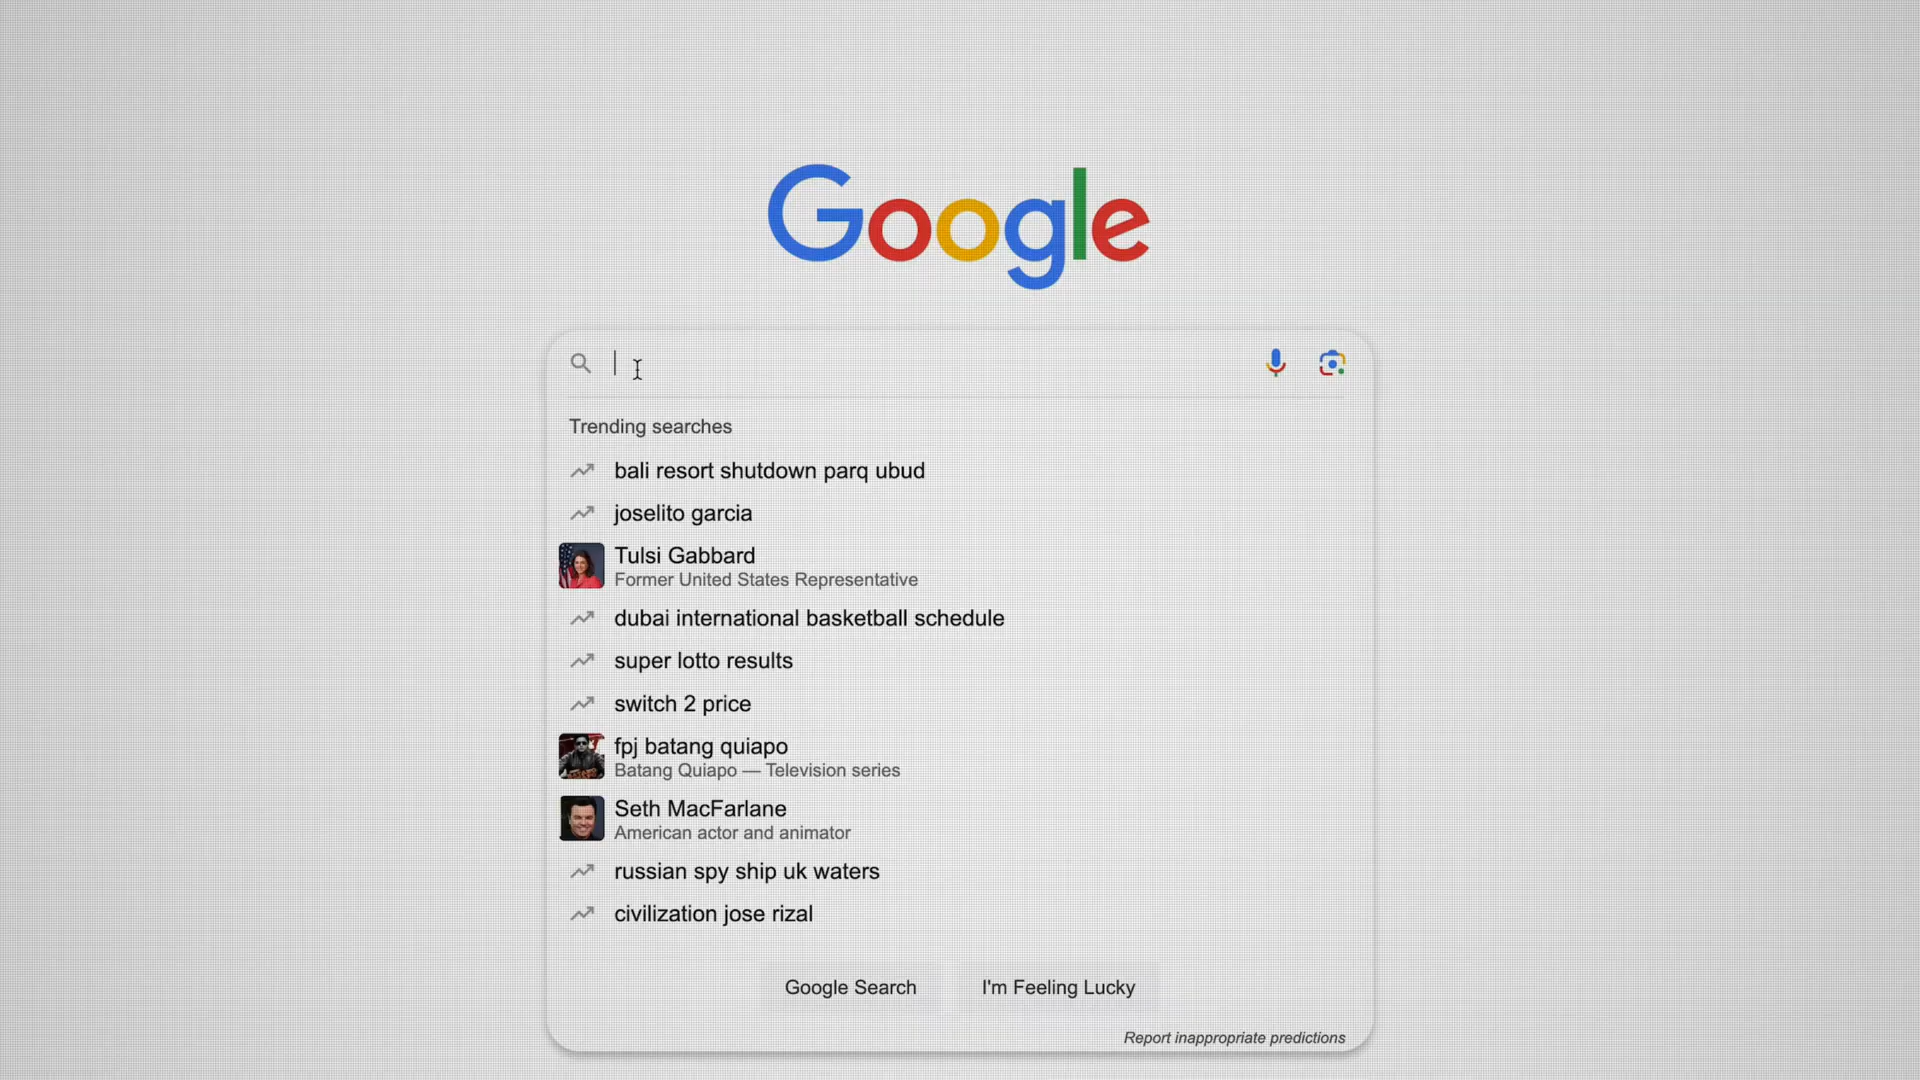 Google
Trending searches
bali resort shutdown parq ubud
joselito garcia
Tulsi Gabbard
Former United States Representative
dubai international basketball schedule
super lotto results
switch 2 price
fpj batang quiapo
Batang Quiapo — Television series
Seth MacFarlane
American actor and animator
russian spy ship uk waters
civilization jose rizal
Google Search
I'm Feeling Lucky
Report inappropriate predictions